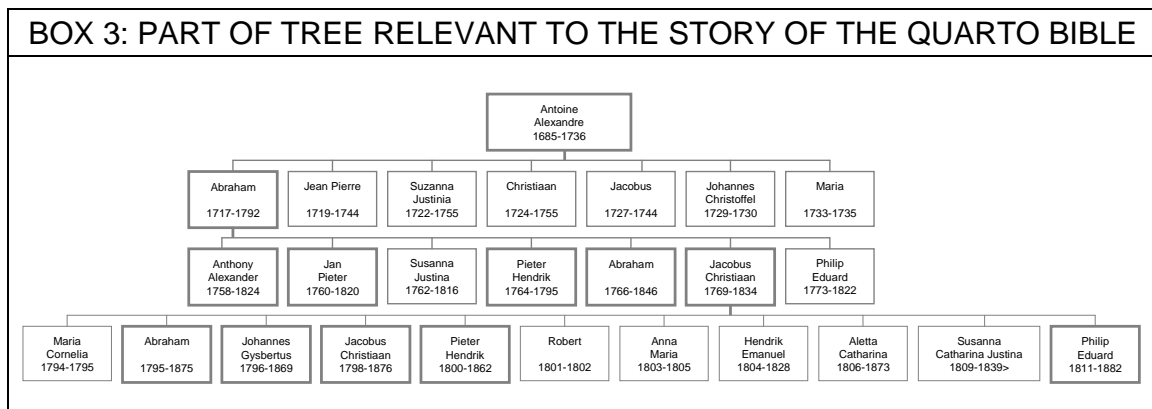 BOX 3: PART OF TREE RELEVANT TO THE STORY OF THE QUARTO BIBLE
Antoine
Alexandre
1685-1736
Abraham
1717-1792
Jean Pierre
1719-1744
Suzanna
Justinia
1722-1755
Christiaan
1724-1755
Jacobus
1727-1744
Johannes
Christoffel
1729-1730
Maria
1733-1735
Anthony
Alexander
1758-1824
Jan
Pieter
1760-1820
Susanna
Justina
1762-1816
Pieter
Hendrik
1764-1795
Abraham
1766-1846
Jacobus
Christiaan
1769-1834
Philip
Eduard
1773-1822
Maria
Cornelia
1794-1795
Abraham
1795-1875
Johannes
Gysbertus
1796-1869
Jacobus
Christiaan
1798-1876
Pieter
Hendrik
1800-1862
Robert
1801-1802
Anna
Maria
1803-1805
Hendrik
Emanuel
1804-1828
Aletta
Catharina
1806-1873
Susanna
Catharina Justina
1809-1839>
Philip
Eduard
1811-1882